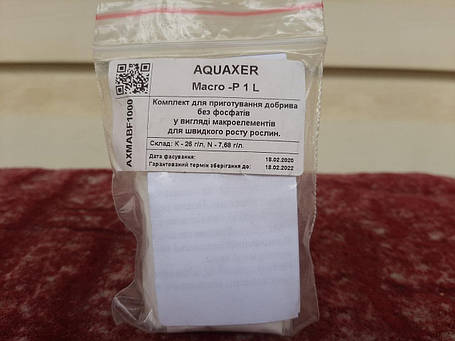 AQUAXER
Macro -P 1 L
Комплект для приготування добрива
без фосфатів
у вигляді макроелементів
для швидкого росту рослин.
Склад: K - 26 г/л, N - 7,68 г/л.
Дата фасування: 18.02.2020
Гарантований термін зберігання до: 18.02.2022
AXMABF1000